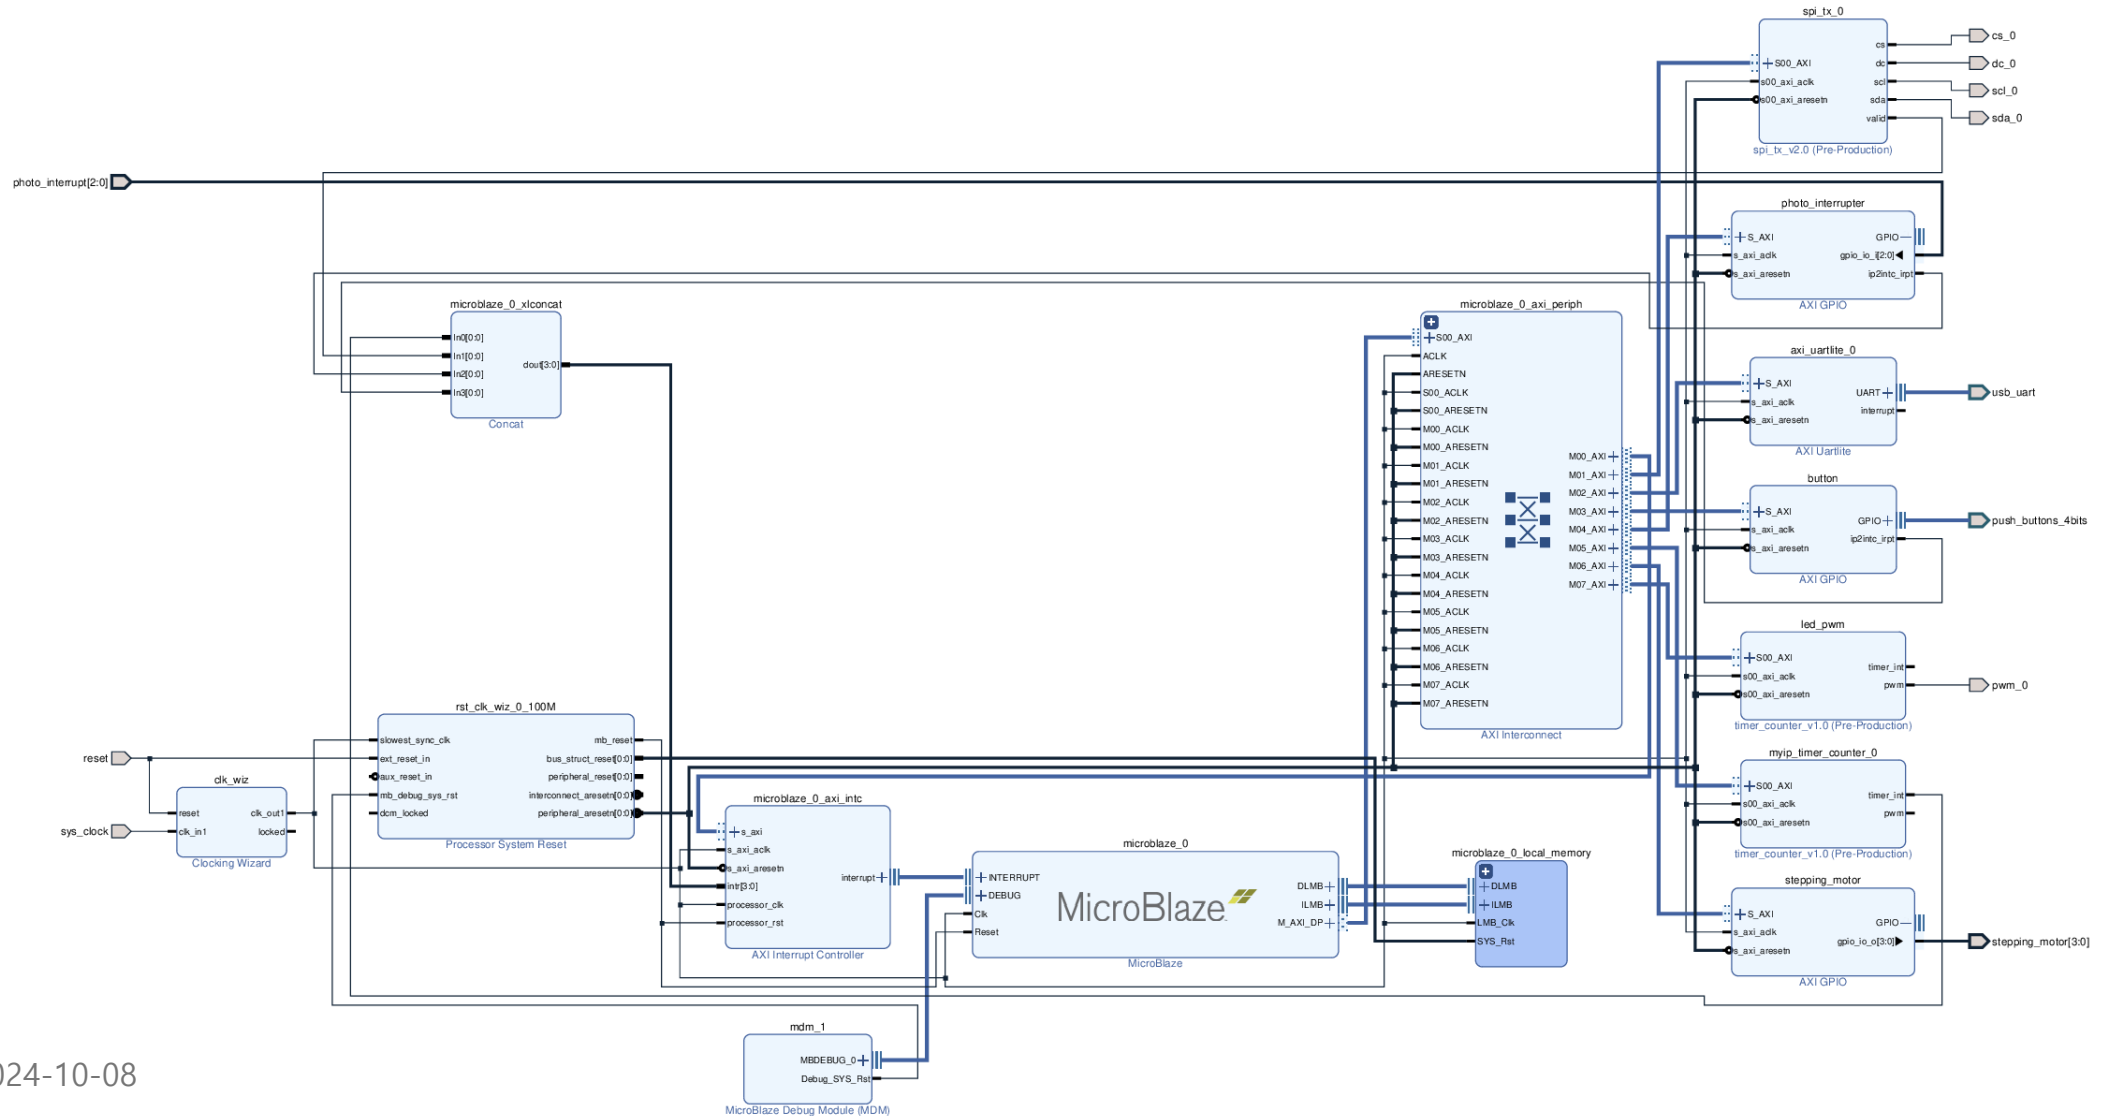 spi_tx_0
cs
cs_0
S00_AXI
dc
dc_0
s00_axi_aclk
scl
scl_0
s00_axi_aresetn
sda
sda_0
valid
spi_tx_v2.0 (Pre-Production)
photo_interrupt[2:0]
photo_interrupter
S_AXI
GPIO
s_axi_aclk
gpio_io_i[2:0]
s_axi_aresetn
ip2intc_irpt
AXI GPIO
microblaze_0_xlconcat
In0[0:0]
In1[0:0]
In2[0:0]
In3[0:0]
dout[3:0]
Concat
microblaze_0_axi_periph
S00_AXI
ACLK
ARESETN
S00_ACLK
S00_ARESETN
M00_ACLK
M00_ARESETN
M01_ACLK
M01_ARESETN
M02_ACLK
M02_ARESETN
M03_ACLK
M03_ARESETN
M04_ACLK
M04_ARESETN
M05_ACLK
M05_ARESETN
M06_ACLK
M06_ARESETN
M07_ACLK
M07_ARESETN
M00_AXI
M01_AXI
M02_AXI
M03_AXI
M04_AXI
M05_AXI
M06_AXI
M07_AXI
AXI Interconnect
axi_uartlite_0
S_AXI
UART
usb_uart
s_axi_aclk
interrupt
s_axi_aresetn
AXI Uartlite
button
S_AXI
GPIO
push_buttons_4bits
s_axi_aclk
ip2intc_irpt
s_axi_aresetn
AXI GPIO
led_pwm
S00_AXI
timer_int
s00_axi_aclk
pwm
pwm_0
s00_axi_aresetn
timer_counter_v1.0 (Pre-Production)
myip_timer_counter_0
S00_AXI
timer_int
s00_axi_aclk
pwm
s00_axi_aresetn
timer_counter_v1.0 (Pre-Production)
stepping_motor
S_AXI
GPIO
s_axi_aclk
gpio_io_o[3:0]
stepping_motor[3:0]
s_axi_aresetn
AXI GPIO
reset
sys_clock
clk_wiz
reset
clk_out1
clk_in1
locked
Clocking Wizard
rst_clk_wiz_0_100M
slowest_sync_clk
mb_reset
ext_reset_in
bus_struct_reset[0:0]
aux_reset_in
peripheral_reset[0:0]
mb_debug_sys_rst
interconnect_aresetn[0:0]
dcm_locked
peripheral_aresetn[0:0]
Processor System Reset
microblaze_0_axi_intc
s_axi
s_axi_aclk
s_axi_aresetn
interrupt
intr[3:0]
processor_clk
processor_rst
AXI Interrupt Controller
microblaze_0
INTERRUPT
DEBUG
Clk
Reset
MicroBlaze
DLMB
ILMB
M_AXI_DP
MicroBlaze
microblaze_0_local_memory
DLMB
ILMB
LMB_Clk
SYS_Rst
mdm_1
MBDEBUG_0
Debug_SYS_Rst
MicroBlaze Debug Module (MDM)
024-10-08